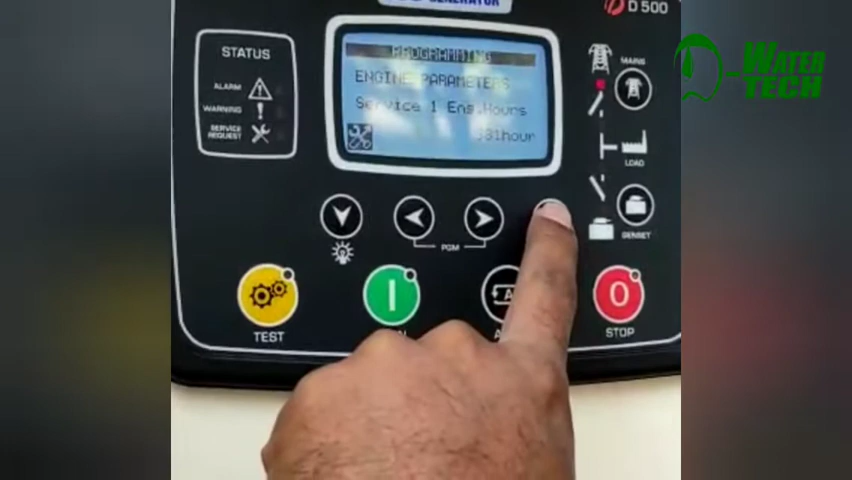 GENERATOR
D 500
STATUS
ALARM
WARNING
SERVICE
REQUEST
PROGRAMMING
ENGINE PARAMETERS
Service 1 Eng.Hours
MAINS
LOAD
GENSET
PGM
TEST
STOP
WATER
TECH